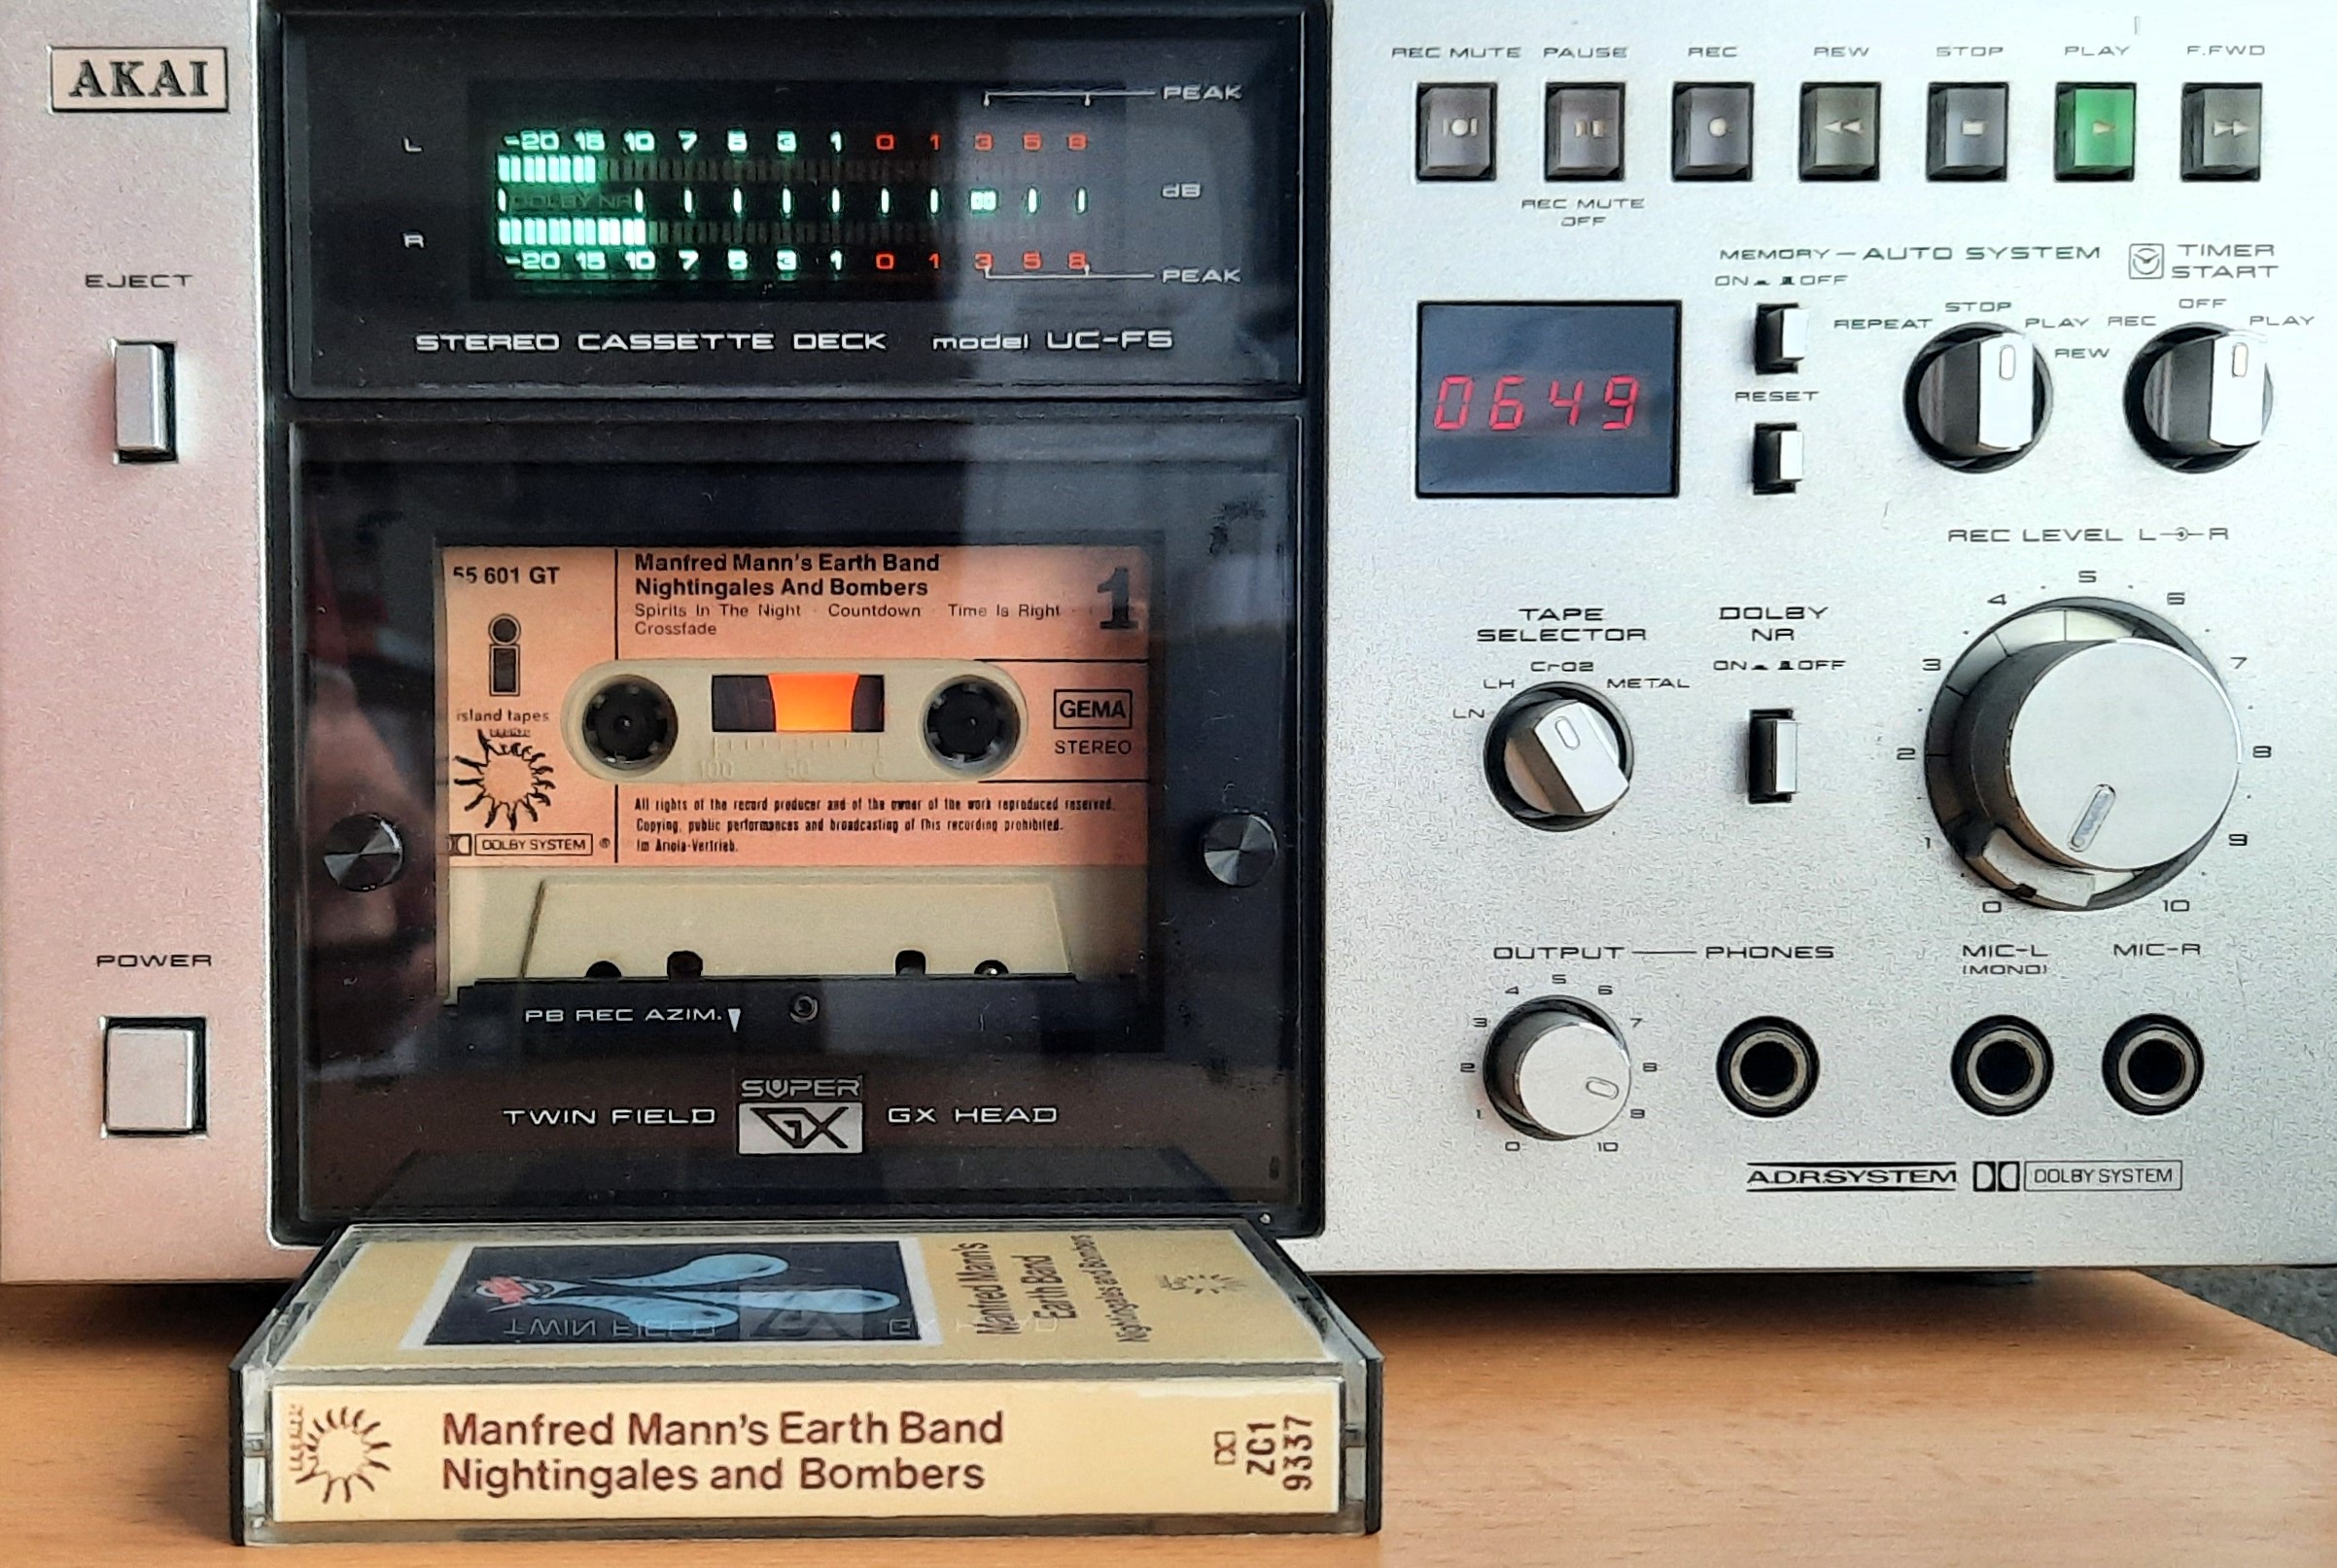 AKAI
EJECT
POWER
PEAK
L -20 15 10 7 5 3 1 0 1 3 5 8
DOLBY NR
dB
R -20 15 10 7 5 3 1 0 1 3 5 8
PEAK
STEREO CASSETTE DECK model UC-F5
55 601 GT
island tapes
DOLBY SYSTEM ®
Manfred Mann's Earth Band
Nightingales And Bombers
Spirits In The Night · Countdown · Time Is Right ·
Crossfade
1
GEMA
STEREO
100 50 0
All rights of the record producer and of the owner of the work reproduced reserved.
Copying, public performances and broadcasting of this recording prohibited.
Im Ariola-Vertrieb.
PB REC AZIM.
SUPER
TWIN FIELD GX GX HEAD
REC MUTE PAUSE REC REW STOP PLAY F.FWD
REC MUTE
OFF
MEMORY — AUTO SYSTEM
ON OFF
TIMER
START
STOP
REPEAT PLAY
REW
OFF
REC PLAY
0649
RESET
REC LEVEL L R
0 1 2 3 4 5 6 7 8 9 10
TAPE
SELECTOR
LN LH CrO2 METAL
DOLBY
NR
ON OFF
OUTPUT — PHONES
0 1 2 3 4 5 6 7 8 9 10
MIC-L
(MONO)
MIC-R
A.D.R.SYSTEM DOLBY SYSTEM
Manfred Mann's
Earth Band
Nightingales and Bombers
Manfred Mann's Earth Band
Nightingales and Bombers
ZC1
9337